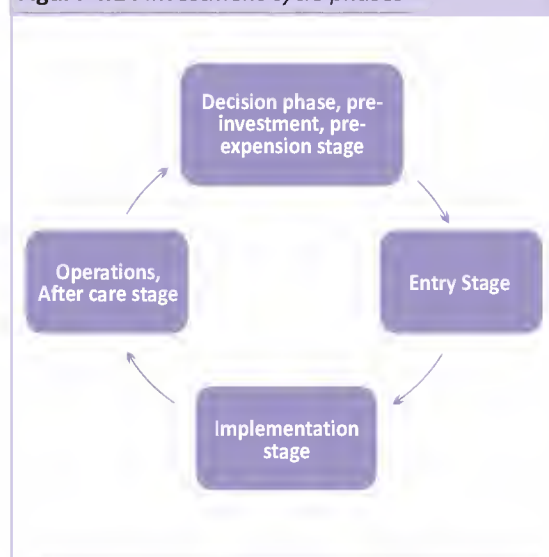 Decision phase, pre-
investment, pre-
expension stage
Entry Stage
Operations,
After care stage
Implementation
stage